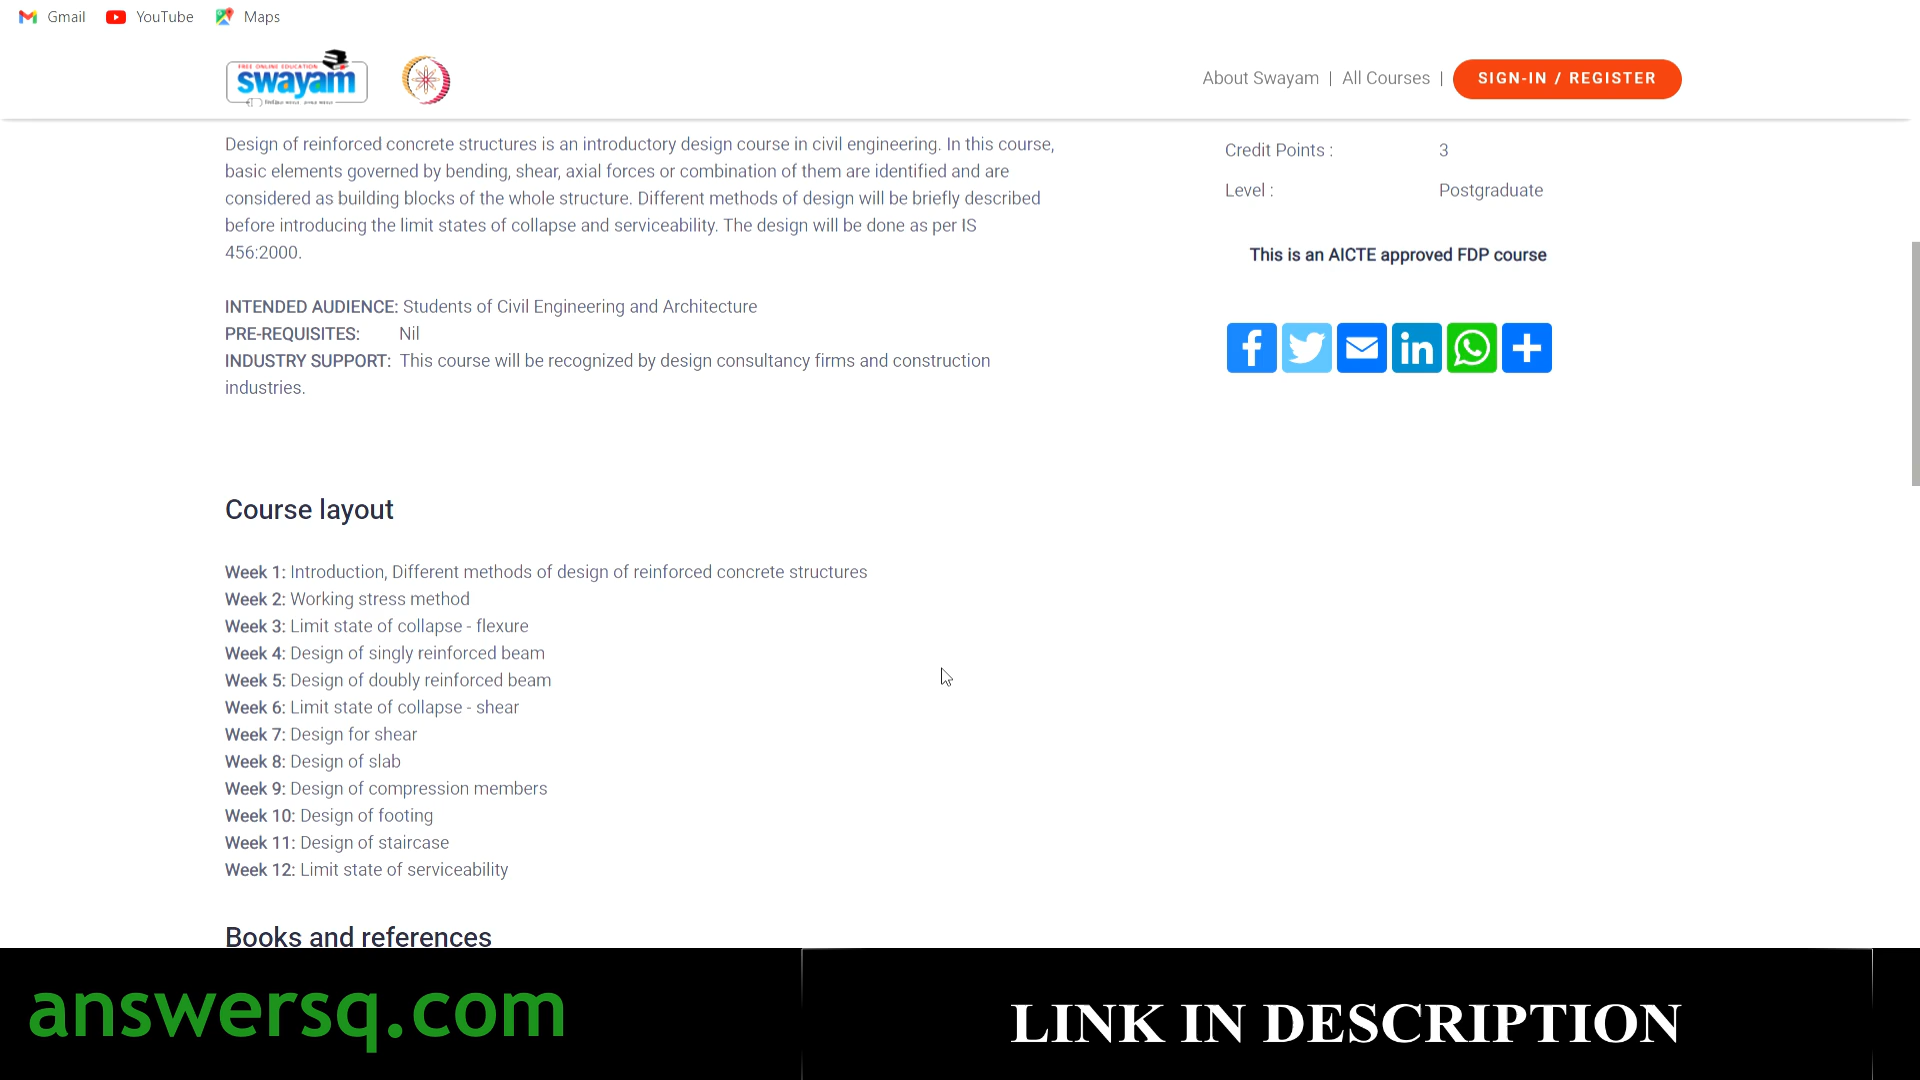 Gmail YouTube Maps
FREE ONLINE EDUCATION
swayam
About Swayam | All Courses | SIGN-IN / REGISTER
Design of reinforced concrete structures is an introductory design course in civil engineering. In this course,
basic elements governed by bending, shear, axial forces or combination of them are identified and are
considered as building blocks of the whole structure. Different methods of design will be briefly described
before introducing the limit states of collapse and serviceability. The design will be done as per IS
456:2000.
INTENDED AUDIENCE: Students of Civil Engineering and Architecture
PRE-REQUISITES: Nil
INDUSTRY SUPPORT: This course will be recognized by design consultancy firms and construction
industries.
Credit Points : 3
Level : Postgraduate
This is an AICTE approved FDP course
Course layout
Week 1: Introduction, Different methods of design of reinforced concrete structures
Week 2: Working stress method
Week 3: Limit state of collapse - flexure
Week 4: Design of singly reinforced beam
Week 5: Design of doubly reinforced beam
Week 6: Limit state of collapse - shear
Week 7: Design for shear
Week 8: Design of slab
Week 9: Design of compression members
Week 10: Design of footing
Week 11: Design of staircase
Week 12: Limit state of serviceability
Books and references
answersq.com
LINK IN DESCRIPTION